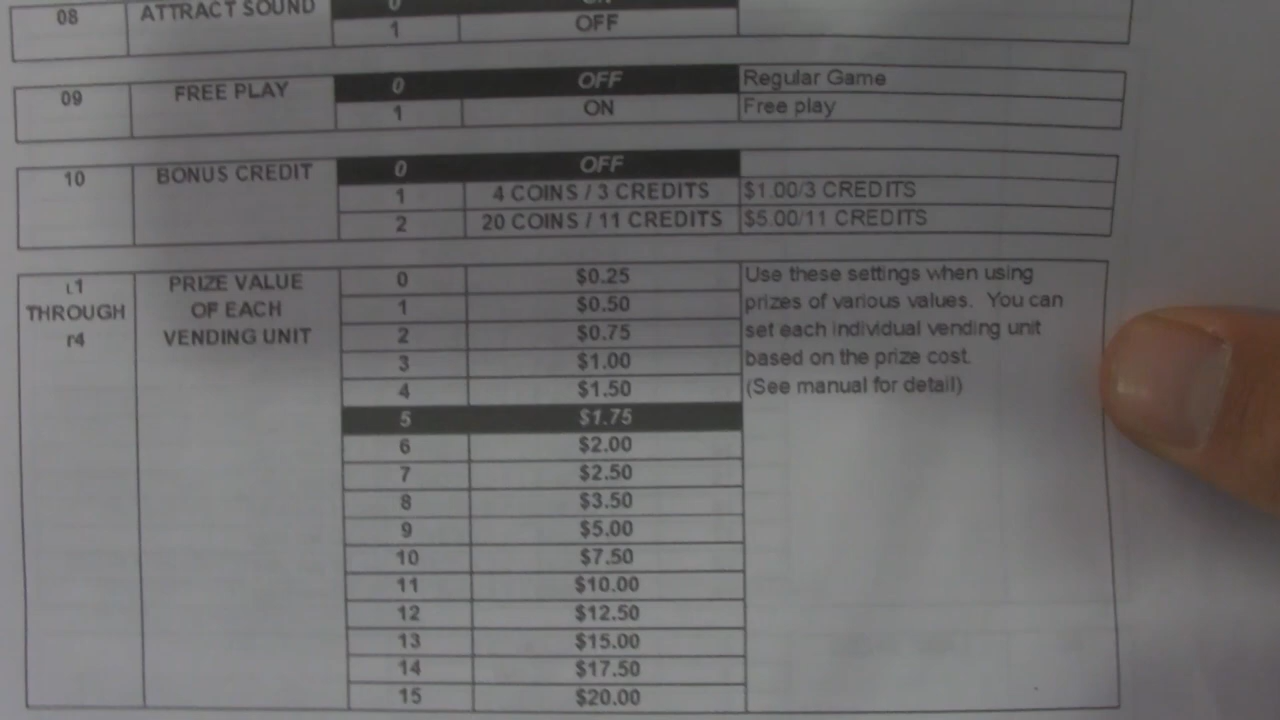 08 ATTRACT SOUND 0
1 OFF
09 FREE PLAY 0 OFF Regular Game
1 ON Free play
10 BONUS CREDIT 0 OFF
1 4 COINS / 3 CREDITS $1.00/3 CREDITS
2 20 COINS / 11 CREDITS $5.00/11 CREDITS
L1 PRIZE VALUE 0 $0.25 Use these settings when using
THROUGH OF EACH 1 $0.50 prizes of various values. You can
r4 VENDING UNIT 2 $0.75 set each individual vending unit
3 $1.00 based on the prize cost.
4 $1.50 (See manual for detail)
5 $1.75
6 $2.00
7 $2.50
8 $3.50
9 $5.00
10 $7.50
11 $10.00
12 $12.50
13 $15.00
14 $17.50
15 $20.00